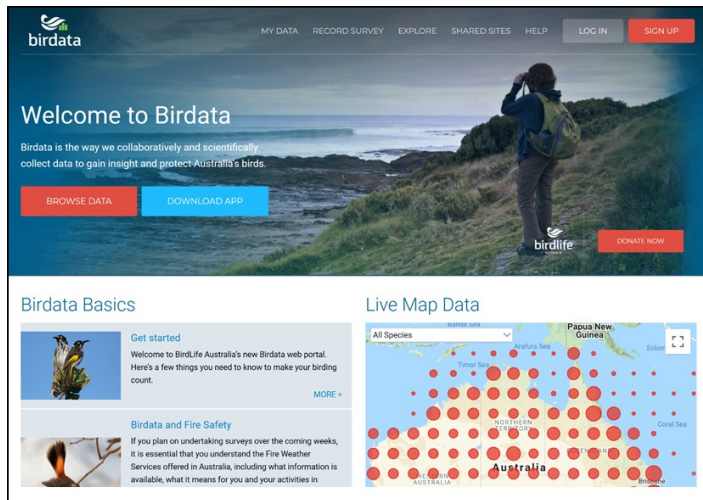 birdata
MY DATA RECORD SURVEY EXPLORE SHARED SITES HELP LOG IN SIGN UP
Welcome to Birdata
Birdata is the way we collaboratively and scientifically
collect data to gain insight and protect Australia's birds.
BROWSE DATA DOWNLOAD APP
birdlife
DONATE NOW
Birdata Basics
Get started
Welcome to BirdLife Australia's new Birdata web portal.
Here's a few things you need to know to make your birding
count.
MORE >
Birdata and Fire Safety
If you plan on undertaking surveys over the coming weeks,
it is essential that you understand the Fire Weather
Services offered in Australia, including what information is
available, what it means for you and your activities in
Live Map Data
Banda Sea
All Species
Papua New
Guinea
Arafura Sea
Solom
Timor Sea
NORTHERN
TERRITORY
Coral Sea
QUEENSLAND
Australia
WESTERN
AUSTRALIA
Brisbane